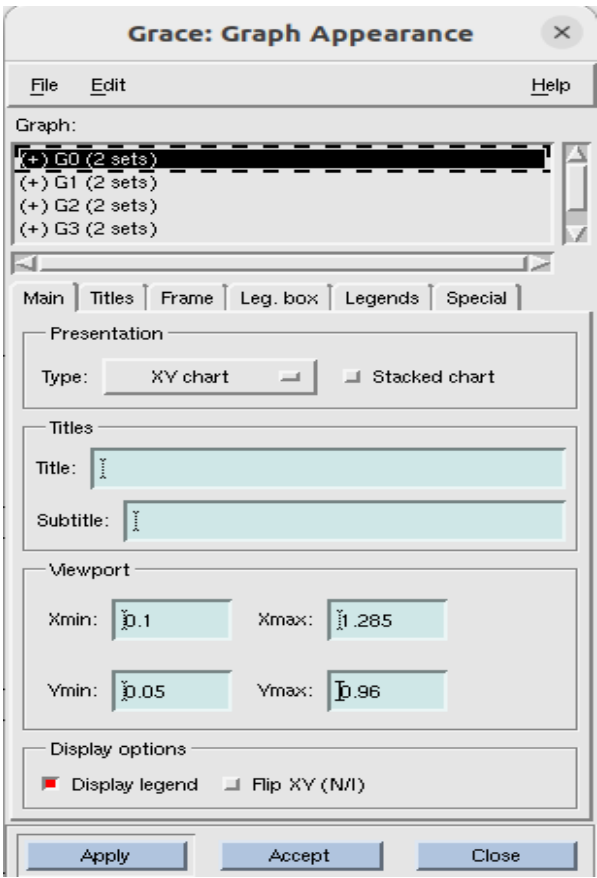 Grace: Graph Appearance
File Edit Help
Graph:
(+) G0 (2 sets)
(+) G1 (2 sets)
(+) G2 (2 sets)
(+) G3 (2 sets)
Main Titles Frame Leg. box Legends Special
Presentation
Type: XY chart Stacked chart
Titles
Title:
Subtitle:
Viewport
Xmin: 0.1 Xmax: 1.285
Ymin: 0.05 Ymax: 0.96
Display options
Display legend Flip XY (N/I)
Apply Accept Close